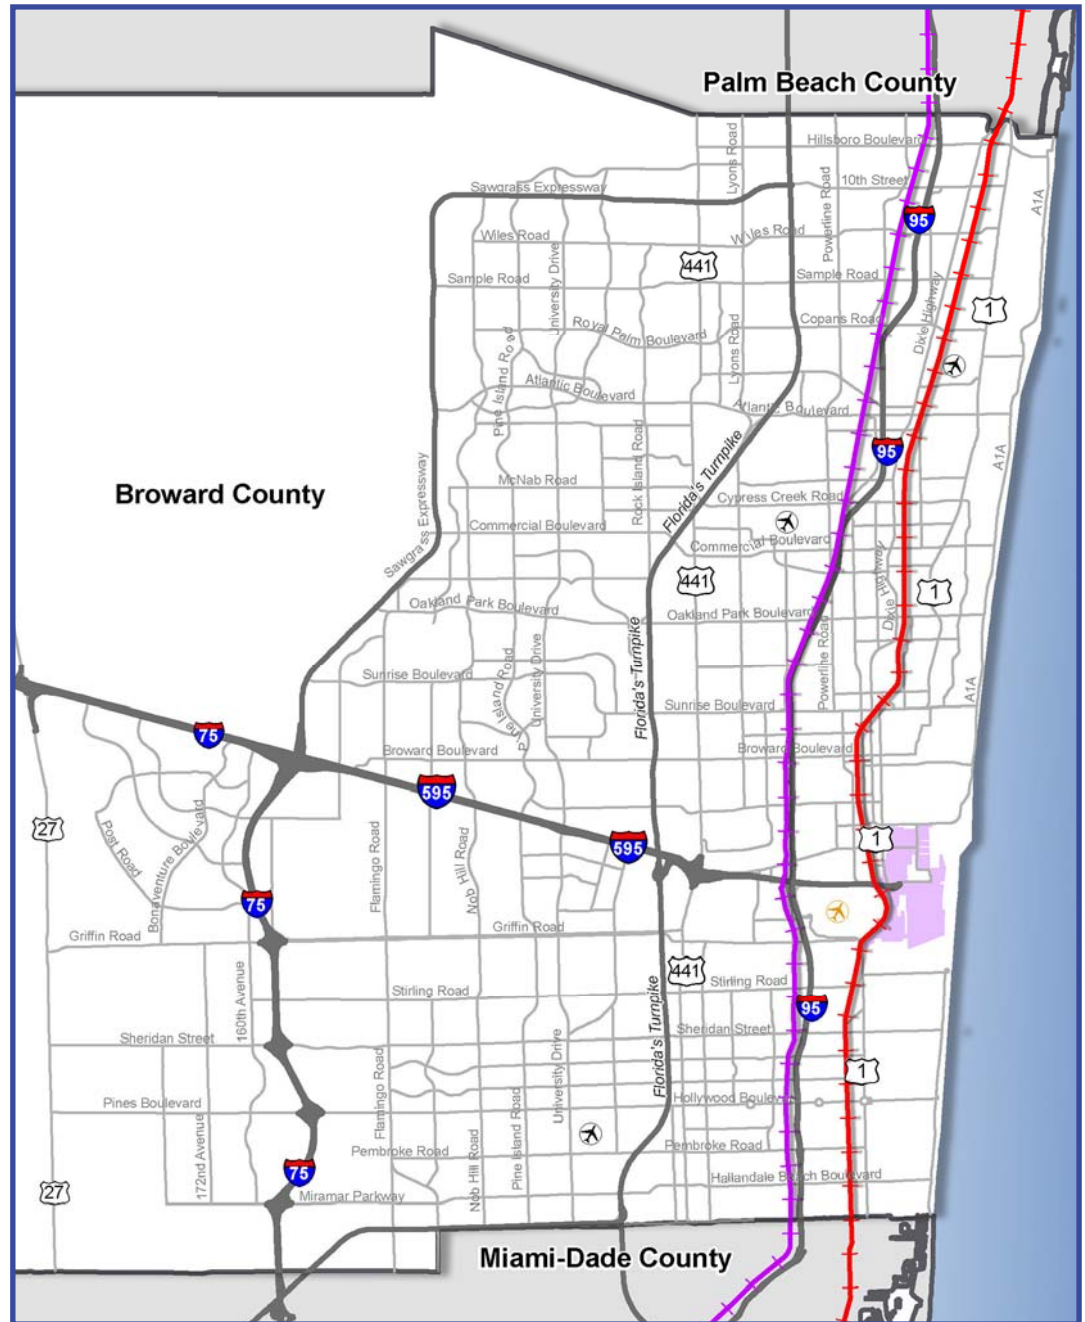 Palm Beach County
Hillsboro Boulevard
Lyons Road
10th Street
Sawgrass Expressway
Powerline Road
A1A
95
Wiles Road
Wiles Road
University Drive
441
Sample Road
Sample Road
1
Dixie Highway
Copans Road
Royal Palm Boulevard
Pine Island Road
Lyons Road
Atlantic Boulevard
Atlantic Boulevard
Rock Island Road
Florida's Turnpike
95
A1A
Broward County
McNab Road
Cypress Creek Road
Sawgrass Expressway
Commercial Boulevard
Commercial Boulevard
441
Dixie Highway
1
Oakland Park Boulevard
Oakland Park Boulevard
Florida's Turnpike
Powerline Road
University Drive
Pine Island Road
Sunrise Boulevard
Sunrise Boulevard
A1A
75
Broward Boulevard
Broward Boulevard
595
27
Post Road
Bonaventure Boulevard
Flamingo Road
Nob Hill Road
595
1
75
Griffin Road
Griffin Road
160th Avenue
441
Stirling Road
Stirling Road
Florida's Turnpike
95
Sheridan Street
Sheridan Street
University Drive
Flamingo Road
1
Pines Boulevard
Hollywood Boulevard
Pine Island Road
172nd Avenue
Nob Hill Road
Pembroke Road
Pembroke Road
75
27
Hallandale Beach Boulevard
Miramar Parkway
Miami-Dade County